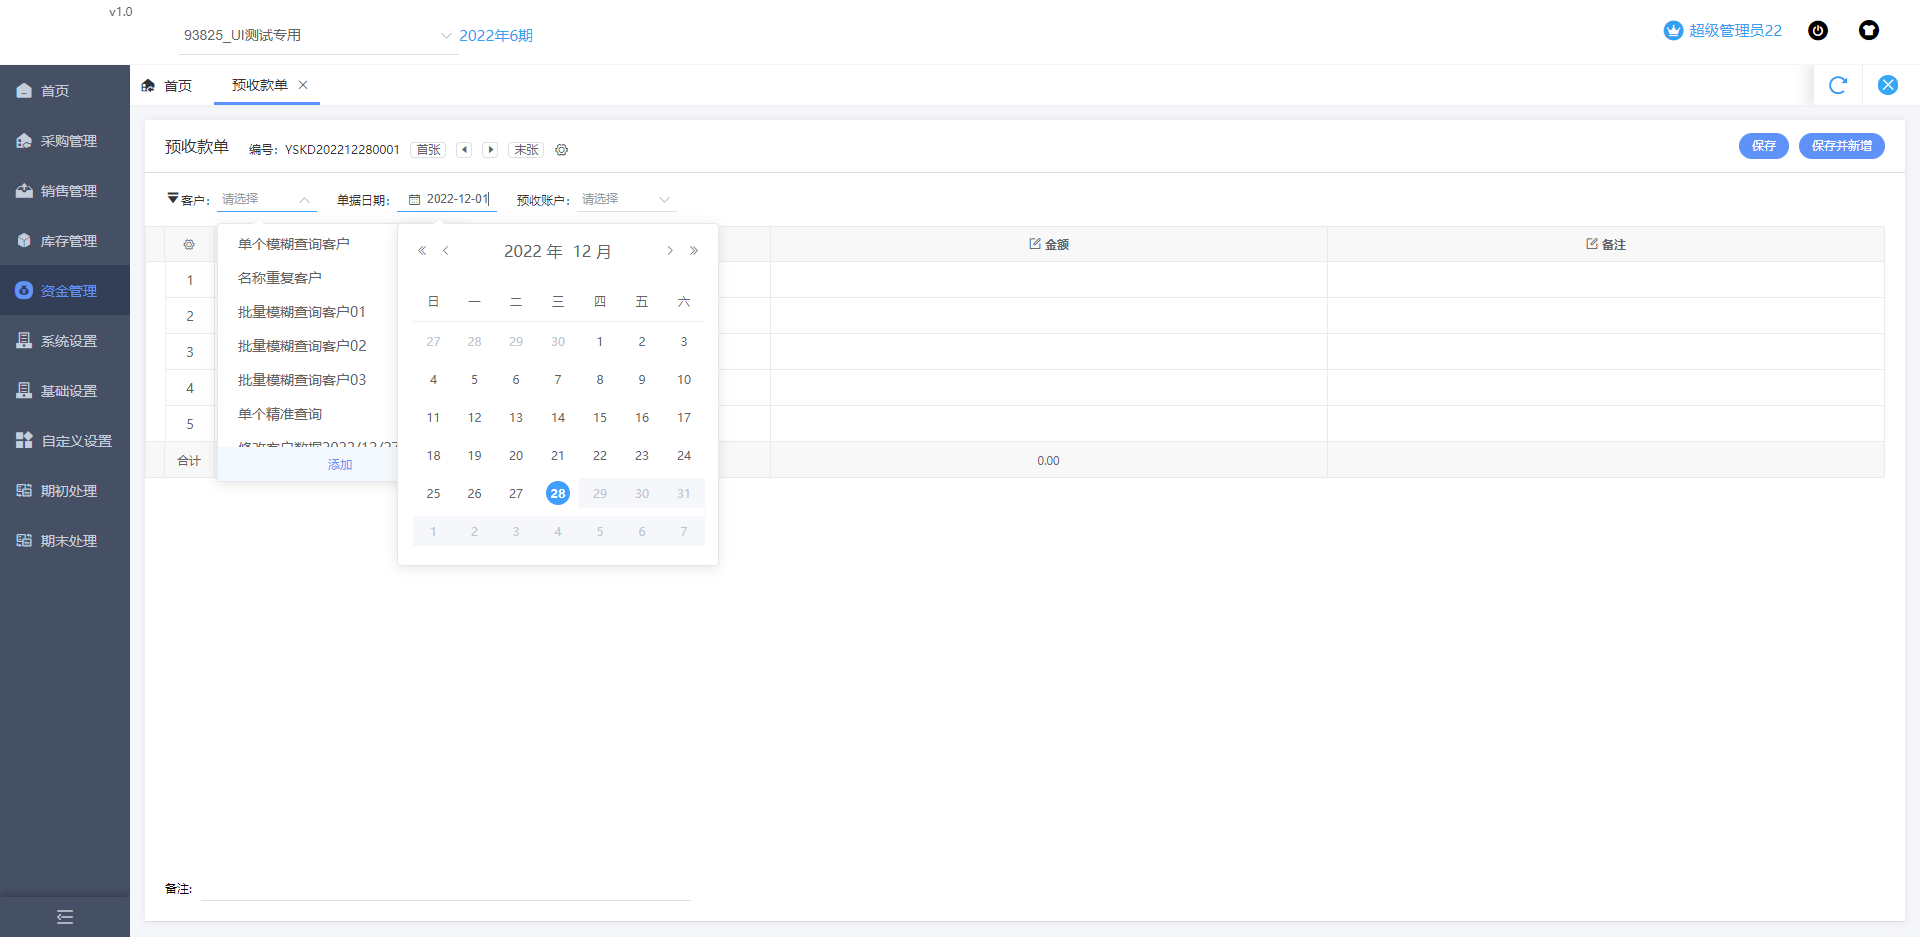 v1.0
93825_UI测试专用
2022年6期
超级管理员22
首页
采购管理
销售管理
库存管理
资金管理
系统设置
基础设置
自定义设置
期初处理
期末处理
首页
预收款单
预收款单
编号: YSKD202212280001
首张
末张
保存
保存并新增
客户: 请选择
单据日期: 2022-12-01
预收账户: 请选择
金额
备注
1
2
3
4
5
合计
0.00
单个模糊查询客户
名称重复客户
批量模糊查询客户01
批量模糊查询客户02
批量模糊查询客户03
单个精准查询
修改客户数据2022/12/27
添加
2022 年 12 月
日 一 二 三 四 五 六
27 28 29 30 1 2 3
4 5 6 7 8 9 10
11 12 13 14 15 16 17
18 19 20 21 22 23 24
25 26 27 28 29 30 31
1 2 3 4 5 6 7
备注: